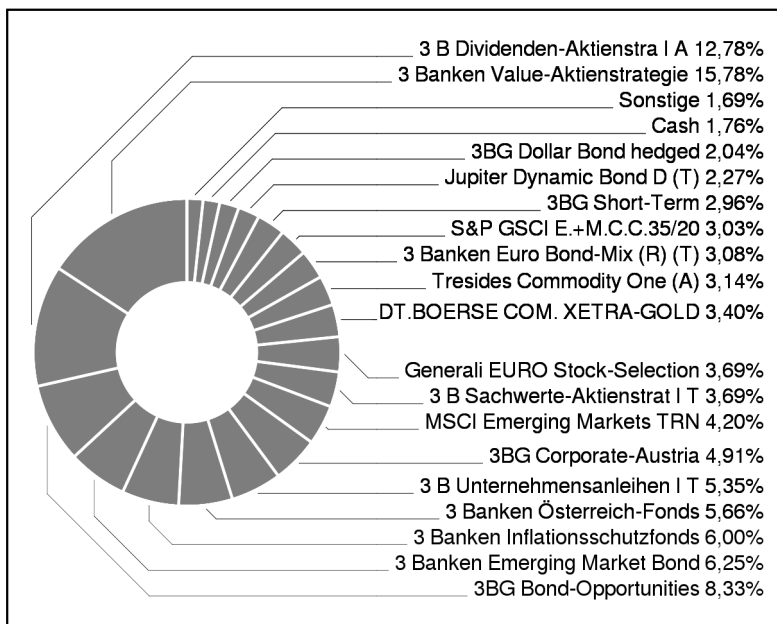 3 B Dividenden-Aktienstra I A 12,78%
3 Banken Value-Aktienstrategie 15,78%
Sonstige 1,69%
Cash 1,76%
3BG Dollar Bond hedged 2,04%
Jupiter Dynamic Bond D (T) 2,27%
3BG Short-Term 2,96%
S&P GSCI E.+M.C.C.35/20 3,03%
3 Banken Euro Bond-Mix (R) (T) 3,08%
Tresides Commodity One (A) 3,14%
DT.BOERSE COM. XETRA-GOLD 3,40%
Generali EURO Stock-Selection 3,69%
3 B Sachwerte-Aktienstrat I T 3,69%
MSCI Emerging Markets TRN 4,20%
3BG Corporate-Austria 4,91%
3 B Unternehmensanleihen I T 5,35%
3 Banken Österreich-Fonds 5,66%
3 Banken Inflationsschutzfonds 6,00%
3 Banken Emerging Market Bond 6,25%
3BG Bond-Opportunities 8,33%